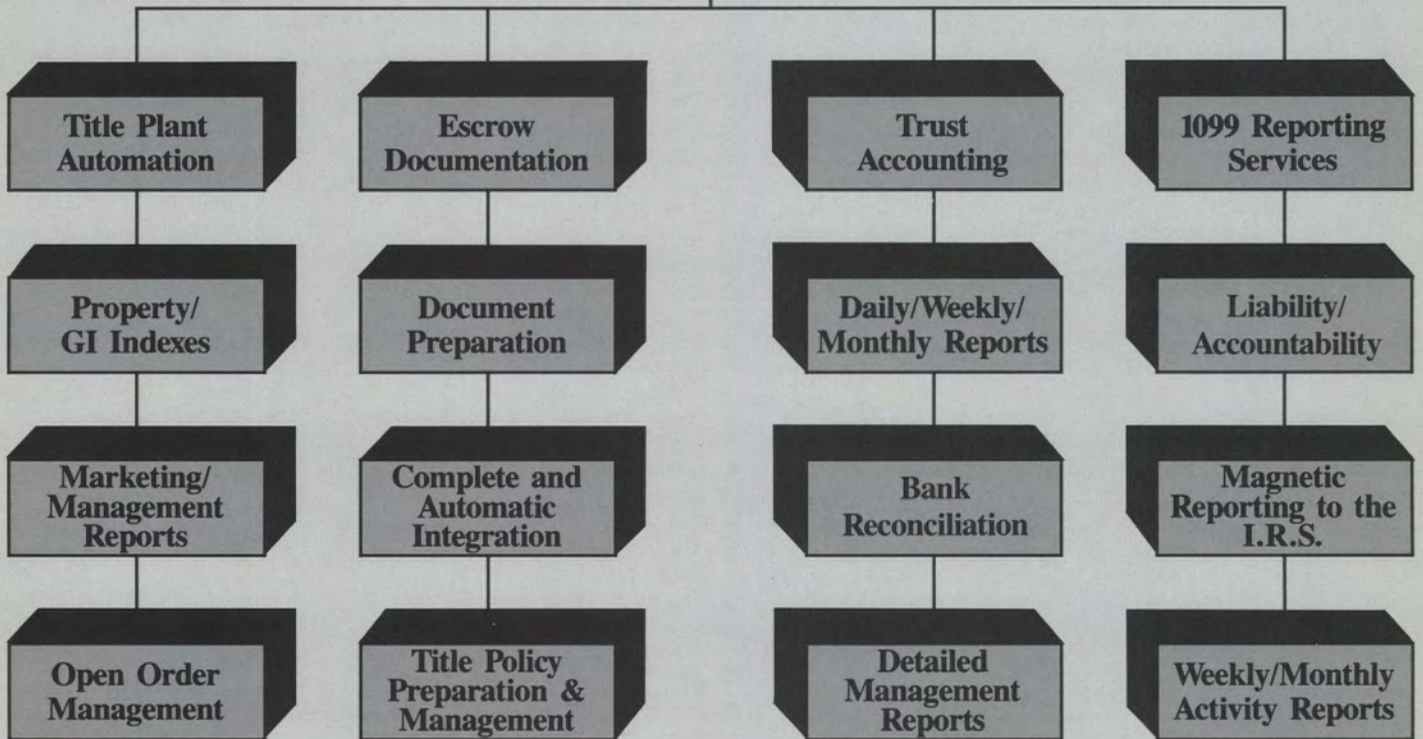 Title Plant
Automation
Escrow
Documentation
Trust
Accounting
1099 Reporting
Services
Property/
GI Indexes
Document
Preparation
Daily/Weekly/
Monthly Reports
Liability/
Accountability
Marketing/
Management
Reports
Complete and
Automatic
Integration
Bank
Reconciliation
Magnetic
Reporting to the
I.R.S.
Open Order
Management
Title Policy
Preparation &
Management
Detailed
Management
Reports
Weekly/Monthly
Activity Reports